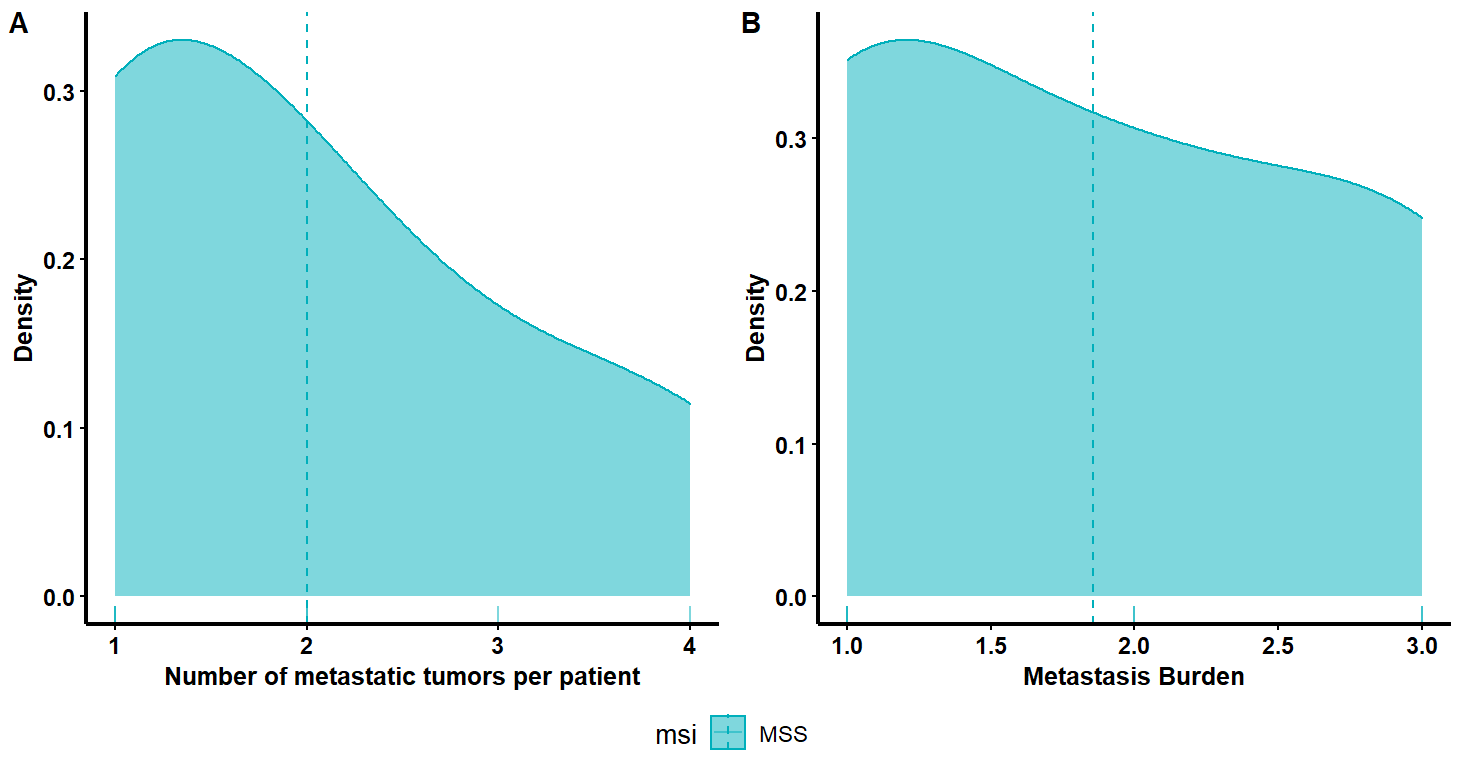 A
B
Density
0.3
0.2
0.1
0.0
1 2 3 4
Number of metastatic tumors per patient
Density
0.3
0.2
0.1
0.0
1.0 1.5 2.0 2.5 3.0
Metastasis Burden
msi MSS